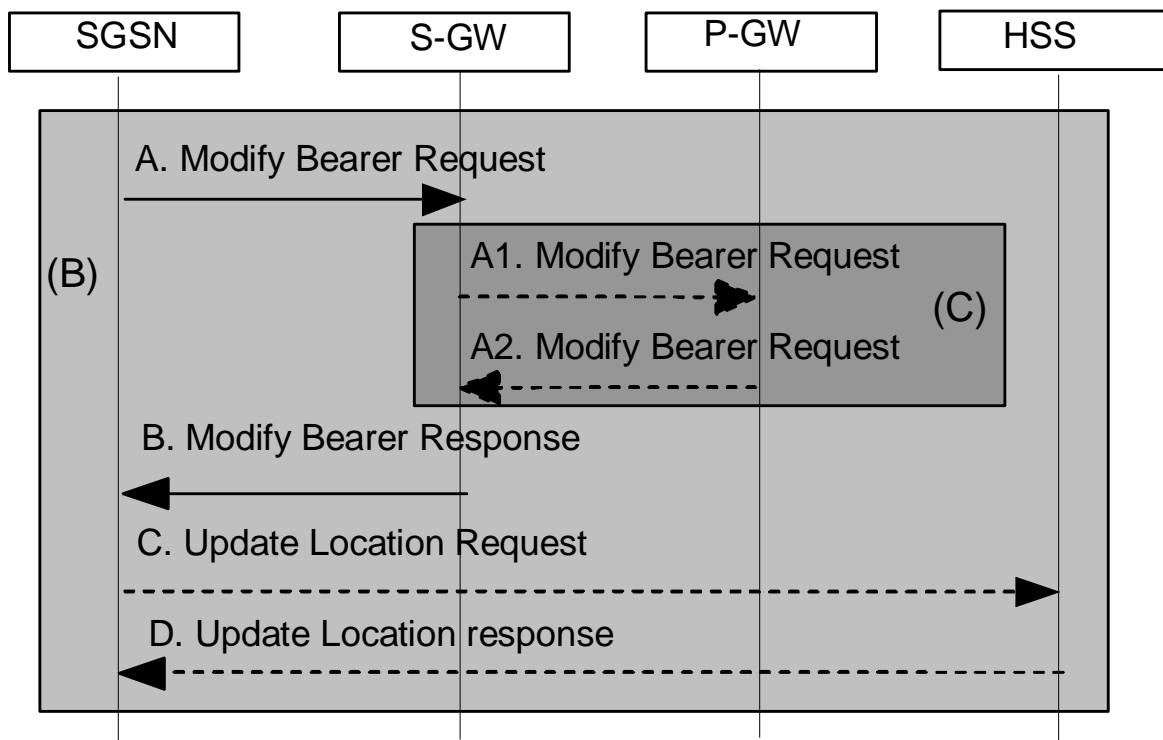 SGSN
S-GW
P-GW
HSS
A. Modify Bearer Request
(B)
A1. Modify Bearer Request
(C)
A2. Modify Bearer Request
B. Modify Bearer Response
C. Update Location Request
D. Update Location response